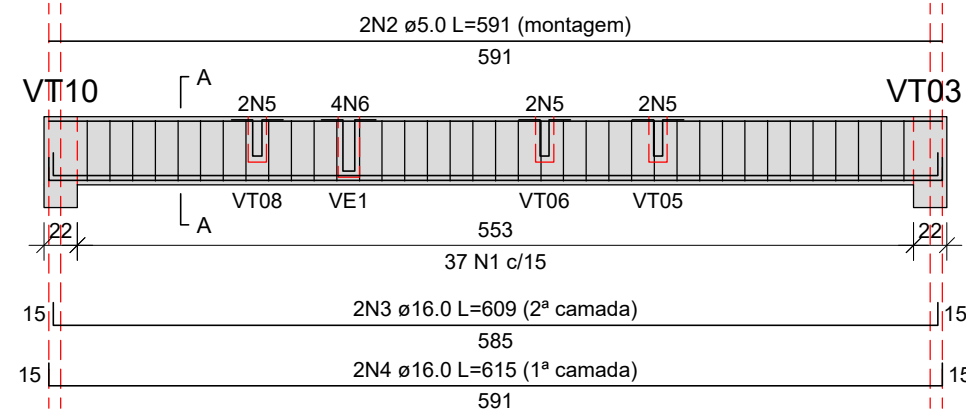 2N2 ø5.0 L=591 (montagem)
591
A
VT10
VT03
2N5
4N6
2N5
2N5
VT08
VE1
VT06
VT05
A
22
553
22
37 N1 c/15
15
2N3 ø16.0 L=609 (2ª camada)
15
585
15
2N4 ø16.0 L=615 (1ª camada)
15
591